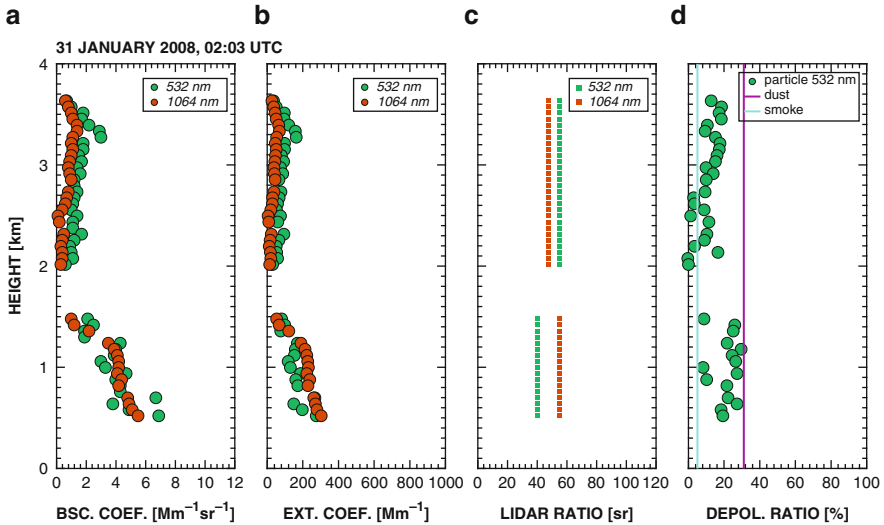 a b c d
31 JANUARY 2008, 02:03 UTC
HEIGHT [km]
4
3
2
1
0
532 nm
1064 nm
0 2 4 6 8 10 12
BSC. COEF. [Mm⁻¹sr⁻¹]
532 nm
1064 nm
0 200 400 600 800 1000
EXT. COEF. [Mm⁻¹]
532 nm
1064 nm
0 20 40 60 80 100 120
LIDAR RATIO [sr]
particle 532 nm
dust
smoke
0 20 40 60 80 100
DEPOL. RATIO [%]